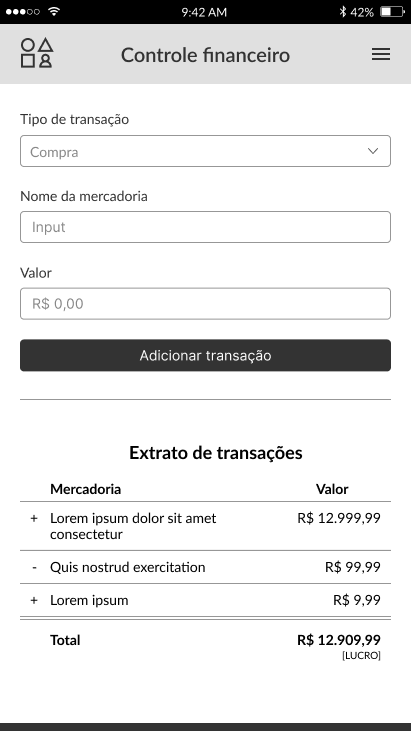 9:42 AM
42%
Controle financeiro
Tipo de transação
Compra
Nome da mercadoria
Input
Valor
R$ 0,00
Adicionar transação
Extrato de transações
Mercadoria Valor
+ Lorem ipsum dolor sit amet R$ 12.999,99
consectetur
- Quis nostrud exercitation R$ 99,99
+ Lorem ipsum R$ 9,99
Total R$ 12.909,99
[LUCRO]